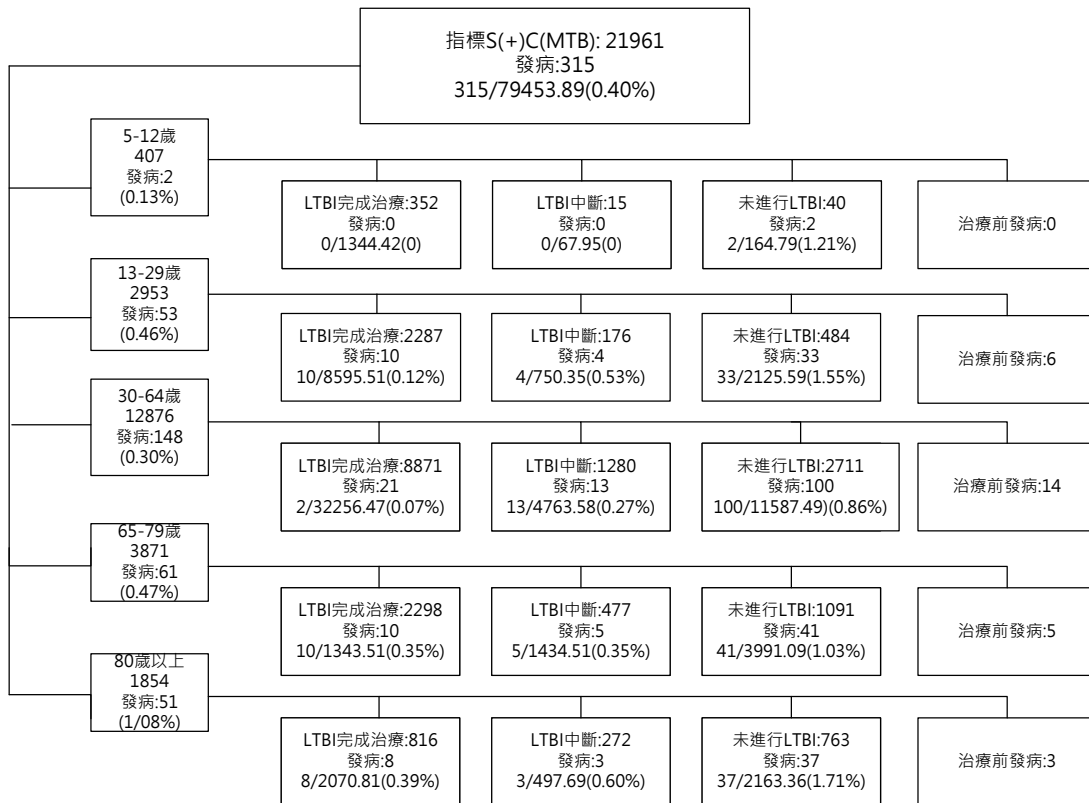 指標S(+)C(MTB): 21961
發病:315
315/79453.89(0.40%)
5-12歲
407
發病:2
(0.13%)
LTBI完成治療:352
發病:0
0/1344.42(0)
LTBI中斷:15
發病:0
0/67.95(0)
未進行LTBI:40
發病:2
2/164.79(1.21%)
治療前發病:0
13-29歲
2953
發病:53
(0.46%)
LTBI完成治療:2287
發病:10
10/8595.51(0.12%)
LTBI中斷:176
發病:4
4/750.35(0.53%)
未進行LTBI:484
發病:33
33/2125.59(1.55%)
治療前發病:6
30-64歲
12876
發病:148
(0.30%)
LTBI完成治療:8871
發病:21
2/32256.47(0.07%)
LTBI中斷:1280
發病:13
13/4763.58(0.27%)
未進行LTBI:2711
發病:100
100/11587.49)(0.86%)
治療前發病:14
65-79歲
3871
發病:61
(0.47%)
LTBI完成治療:2298
發病:10
10/1343.51(0.35%)
LTBI中斷:477
發病:5
5/1434.51(0.35%)
未進行LTBI:1091
發病:41
41/3991.09(1.03%)
治療前發病:5
80歲以上
1854
發病:51
(1/08%)
LTBI完成治療:816
發病:8
8/2070.81(0.39%)
LTBI中斷:272
發病:3
3/497.69(0.60%)
未進行LTBI:763
發病:37
37/2163.36(1.71%)
治療前發病:3